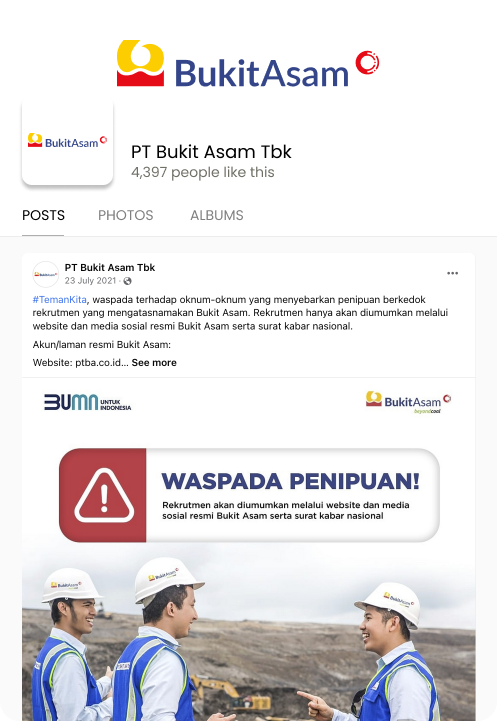 BukitAsam
BukitAsam
PT Bukit Asam Tbk
4,397 people like this
POSTS PHOTOS ALBUMS
PT Bukit Asam Tbk
23 July 2021 ·
#TemanKita, waspada terhadap oknum-oknum yang menyebarkan penipuan berkedok
rekrutmen yang mengatasnamakan Bukit Asam. Rekrutmen hanya akan diumumkan melalui
website dan media sosial resmi Bukit Asam serta surat kabar nasional.
Akun/laman resmi Bukit Asam:
Website: ptba.co.id... See more
BUMN UNTUK
INDONESIA
BukitAsam
beyondcoal
WASPADA PENIPUAN!
Rekrutmen akan diumumkan melalui website dan media
sosial resmi Bukit Asam serta surat kabar nasional
BukitAsam
BukitAsam
BukitAsam